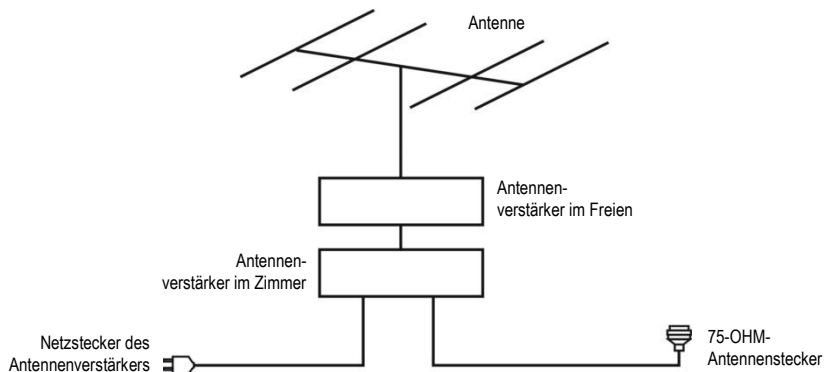 Antenne
Antennen-
verstärker im Freien
Antennen-
verstärker im Zimmer
Netzstecker des
Antennenverstärkers
75-OHM-
Antennenstecker